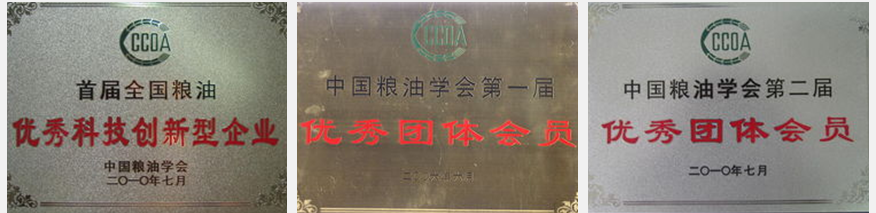 CCOA
首届全国粮油
优秀科技创新型企业
中国粮油学会
二〇一〇年七月
CCOA
中国粮油学会第一届
优秀团体会员
CCOA
中国粮油学会第二届
优秀团体会员
二〇一〇年七月